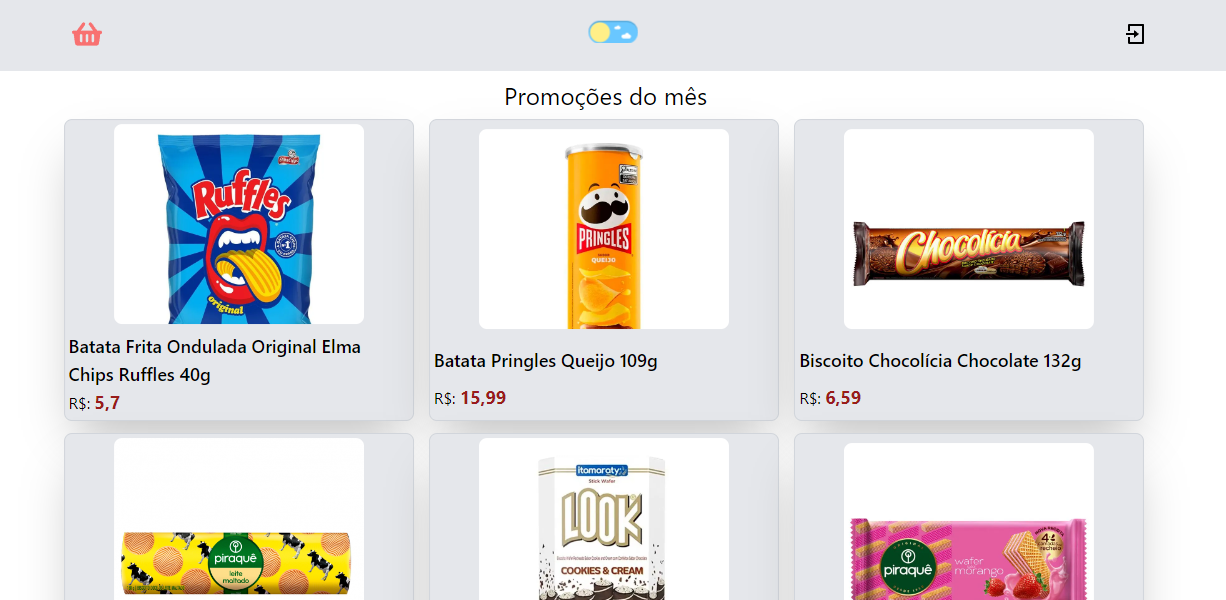 Promoções do mês
Ruffles
original
PRINGLES
QUEIJO
Chocolícia
Batata Frita Ondulada Original Elma
Chips Ruffles 40g
R$: 5,7
Batata Pringles Queijo 109g
R$: 15,99
Biscoito Chocolícia Chocolate 132g
R$: 6,59
piraquê
leite
maltado
itamaraty
Stick Wafer
LOOK
COOKIES & CREAM
piraquê
wafer
morango